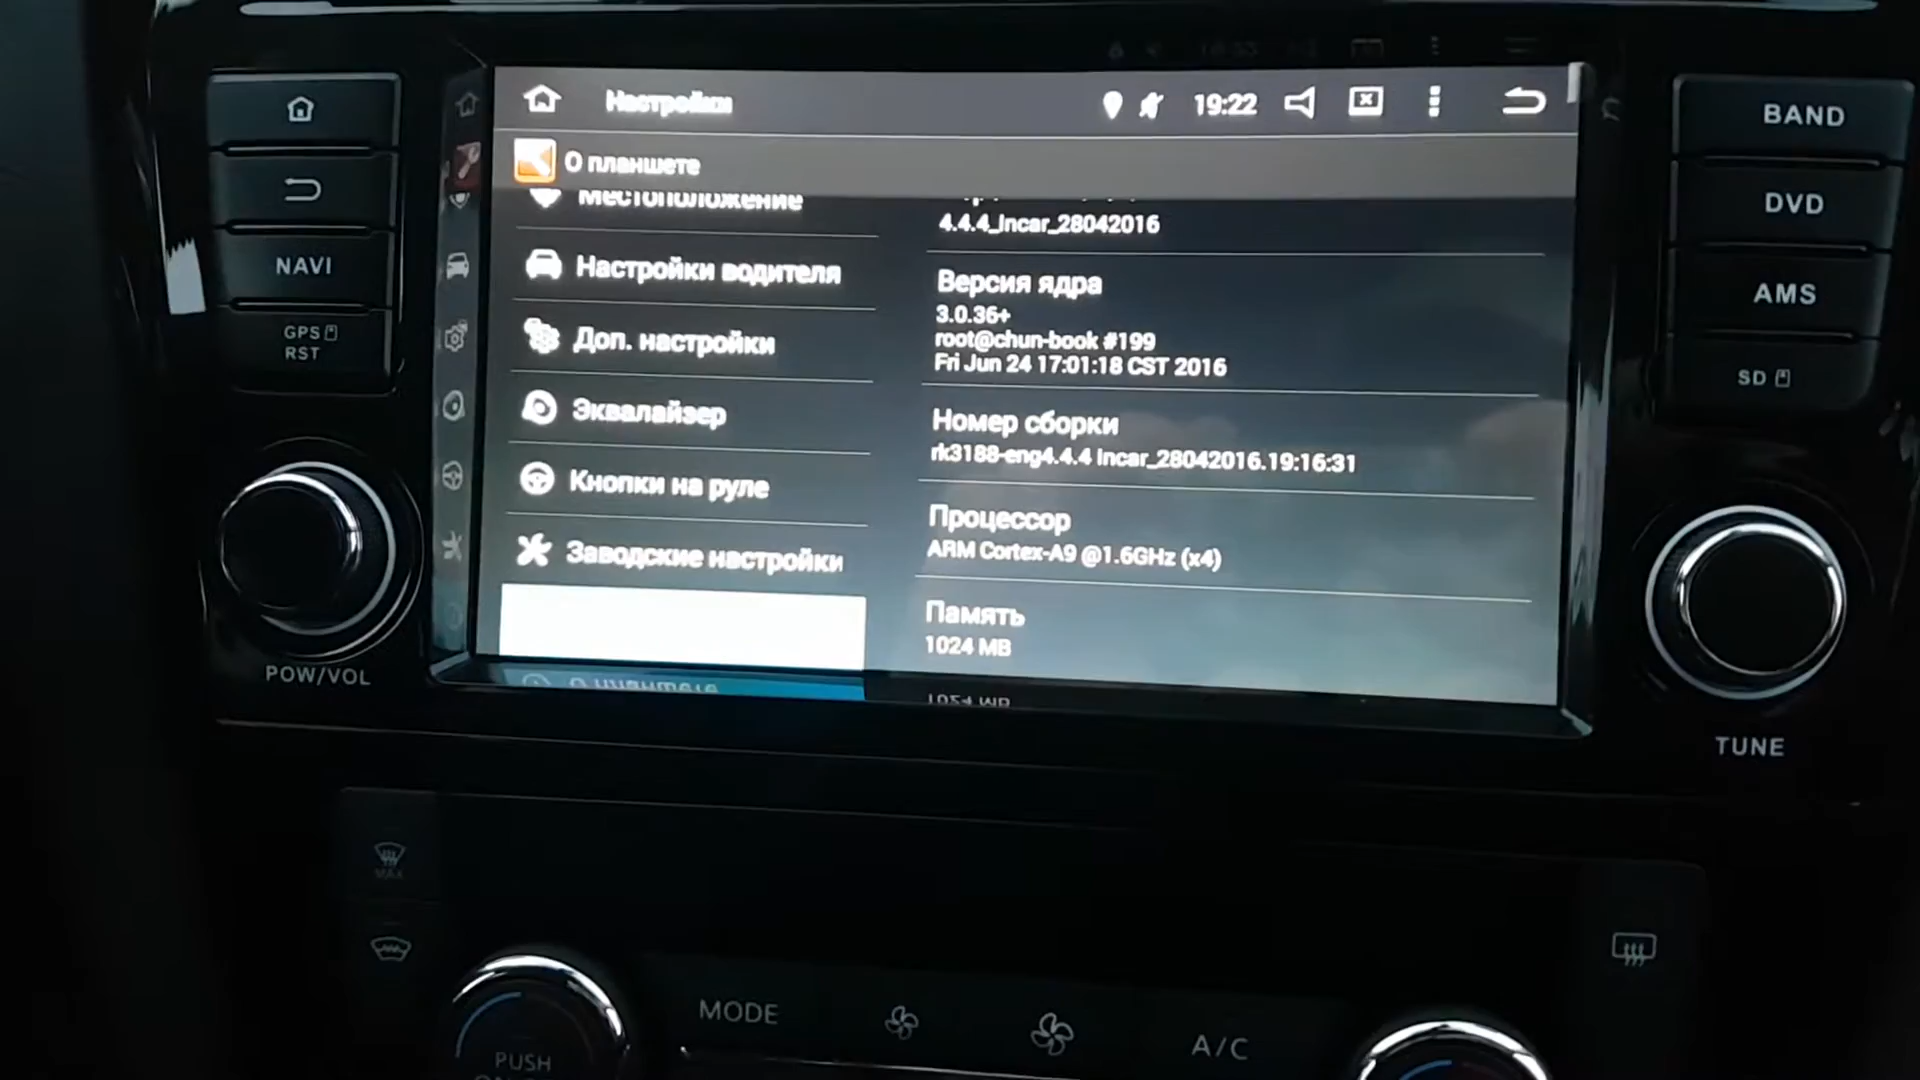 Настройки
19:22
О планшете
Местоположение
Настройки водителя
Доп. настройки
Эквалайзер
Кнопки на руле
Заводские настройки
4.4.4_Incar_28042016
Версия ядра
3.0.36+
root@chun-book #199
Fri Jun 24 17:01:18 CST 2016
Номер сборки
rk3188-eng4.4.4 Incar_28042016.19:16:31
Процессор
ARM Cortex-A9 @1.6GHz (x4)
Память
1024 MB
NAVI
GPS
RST
POW/VOL
BAND
DVD
AMS
SD
TUNE
MAX
MODE
A/C
PUSH